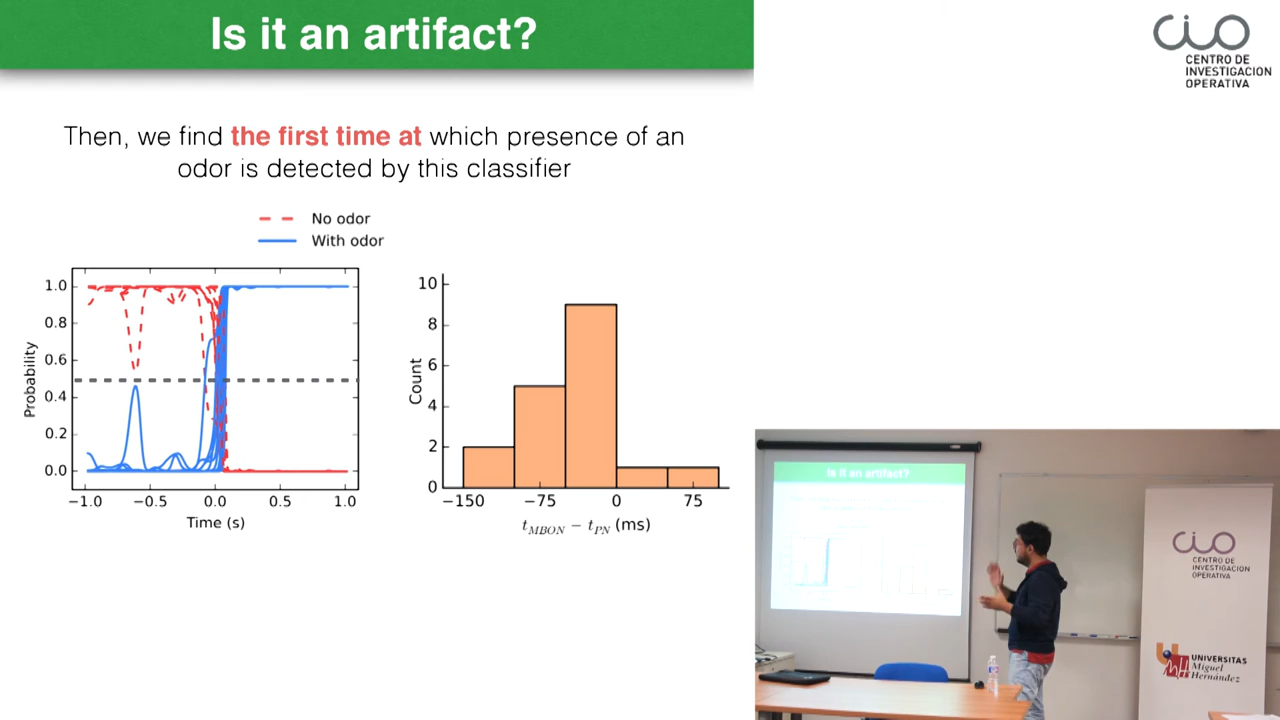 Is it an artifact?
CENTRO DE
INVESTIGACION
OPERATIVA
Then, we find the first time at which presence of an
odor is detected by this classifier
No odor
With odor
1.0
0.8
0.6
0.4
0.2
0.0
Probability
−1.0 −0.5 0.0 0.5 1.0
Time (s)
10
8
6
4
2
0
Count
−150 −75 0 75
tMBON − tPN (ms)
Is it an artifact?
CIO
CENTRO DE
INVESTIGACION
OPERATIVA
UNIVERSITAS
Miguel
Hernández